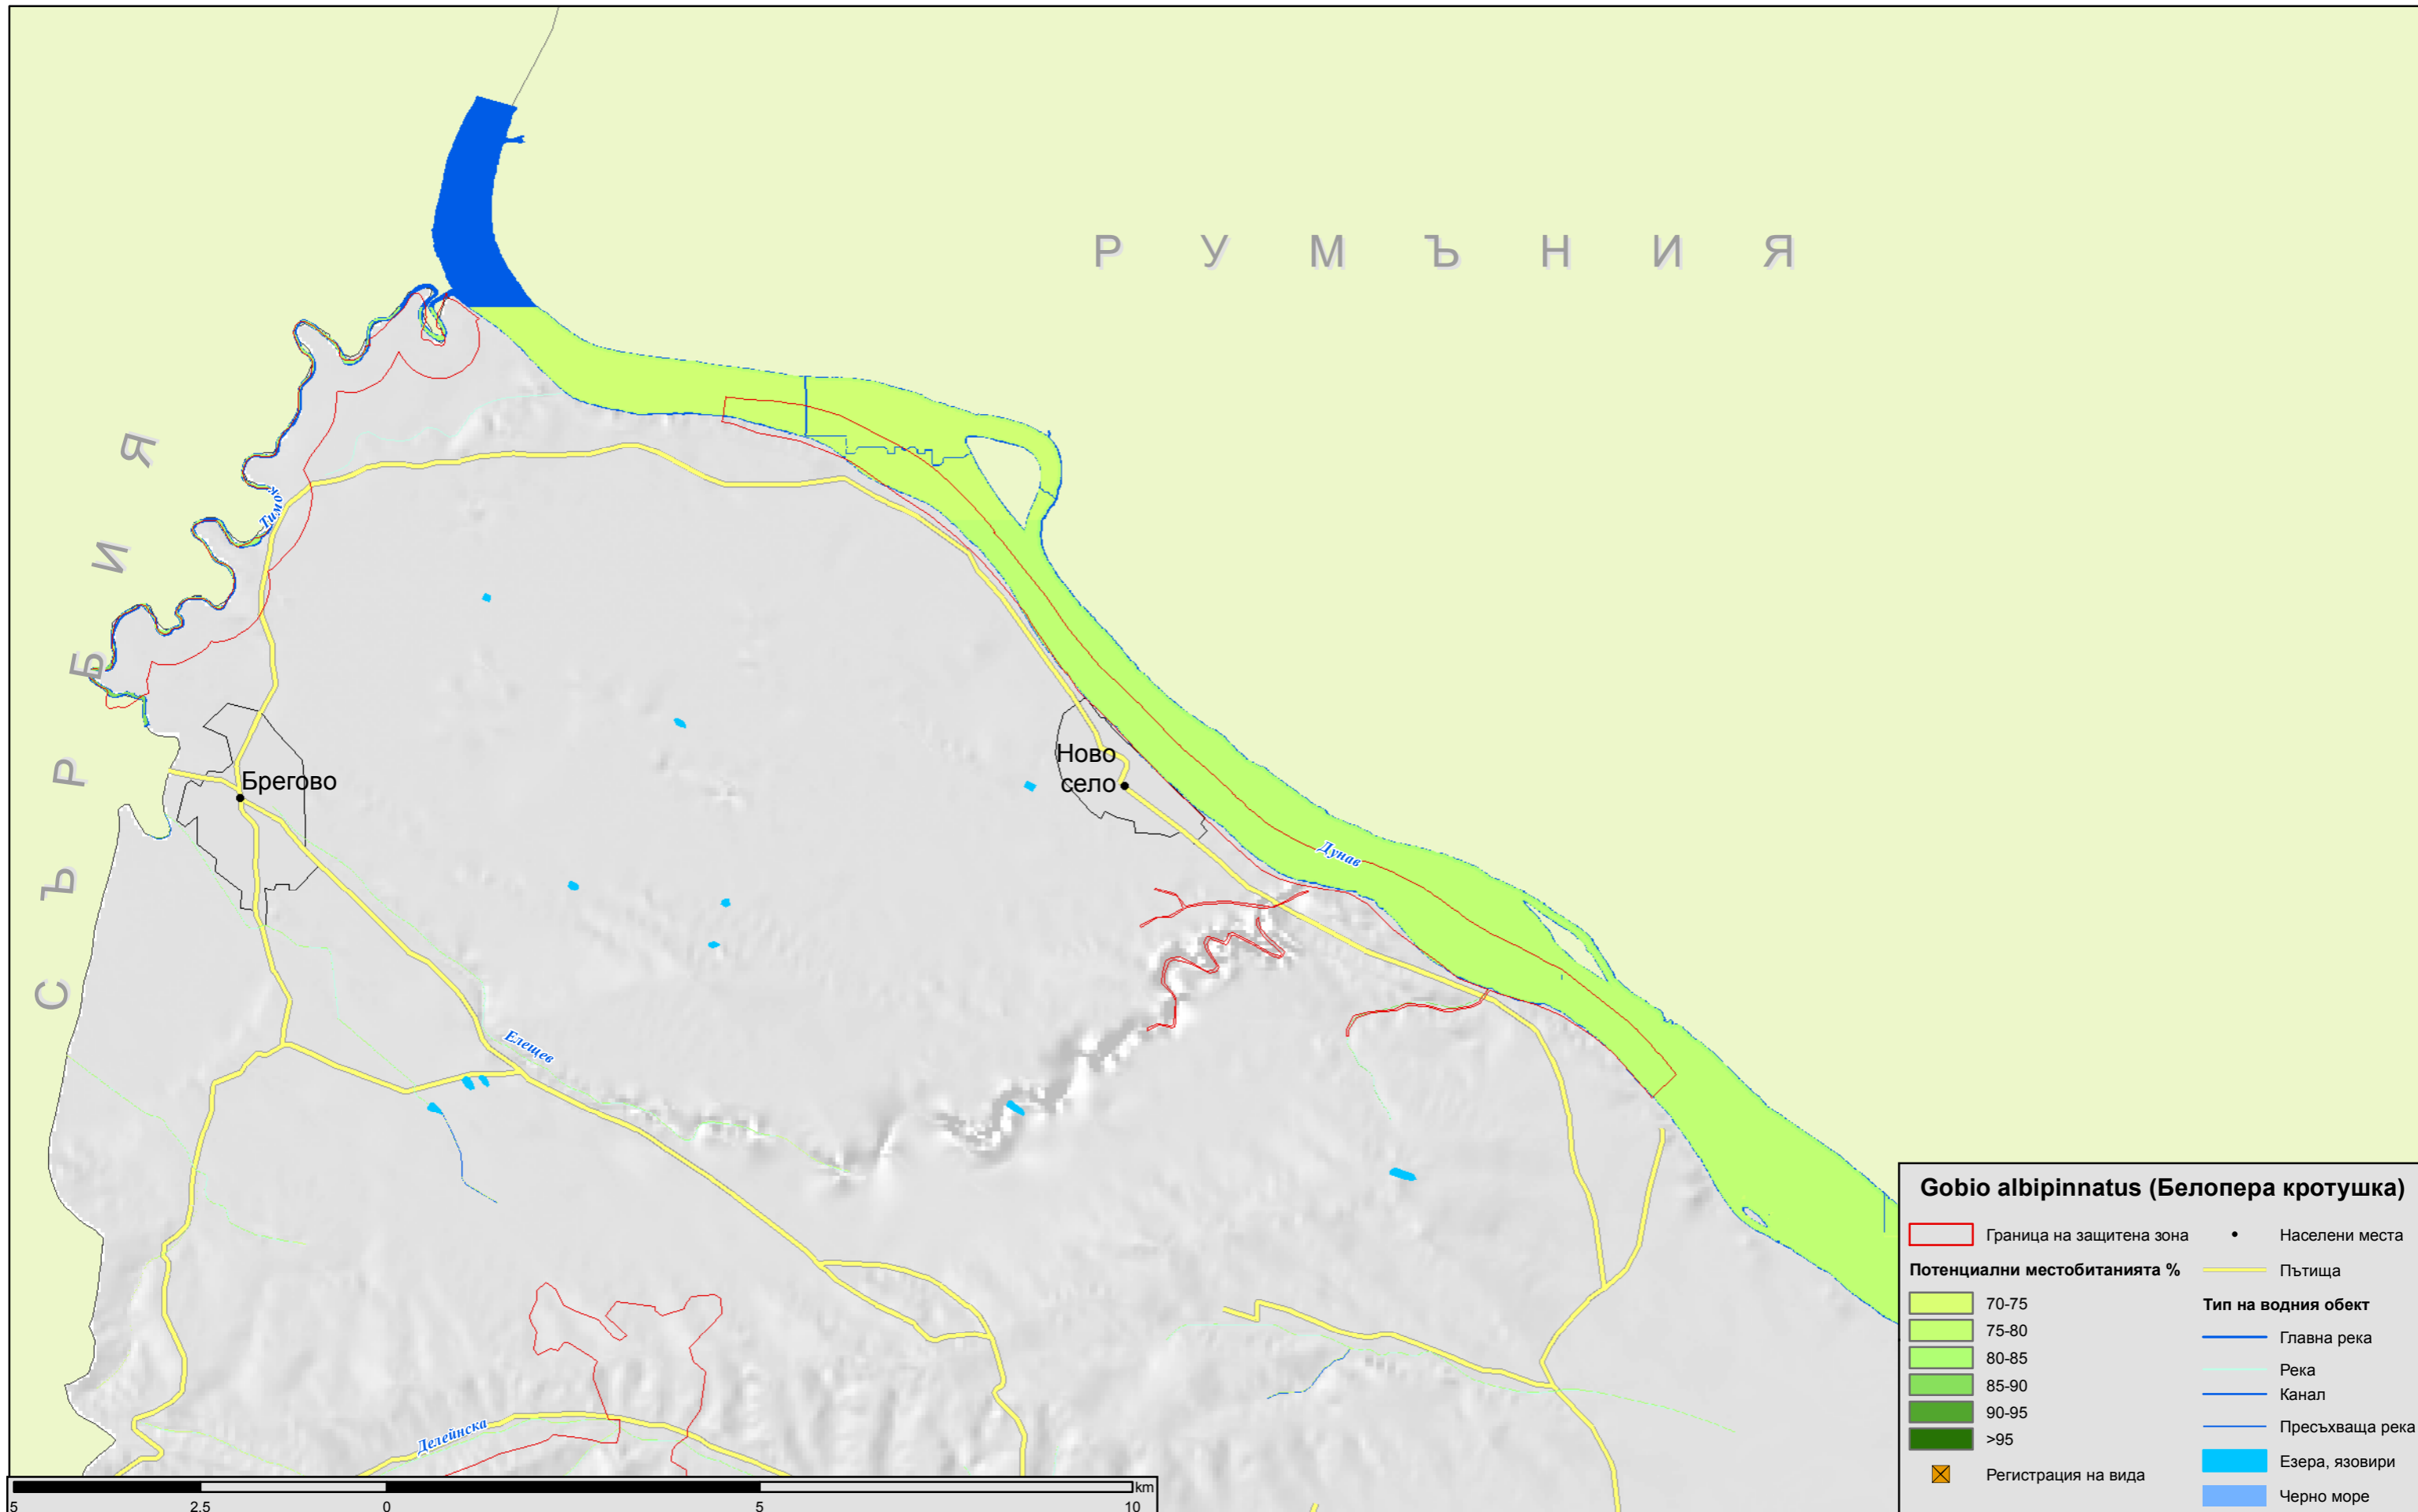 РУМЪНИЯ
СЪРБИЯ
Тимок
Брегово
Ново
село
Дунав
Елещев
Делейнска
5 2,5 0 5 10
km
Gobio albipinnatus (Белопера кротушка)
Граница на защитена зона
Потенциални местобитанията %
70-75
75-80
80-85
85-90
90-95
>95
Регистрация на вида
Населени места
Пътища
Тип на водния обект
Главна река
Река
Канал
Пресъхваща река
Езера, язовири
Черно море